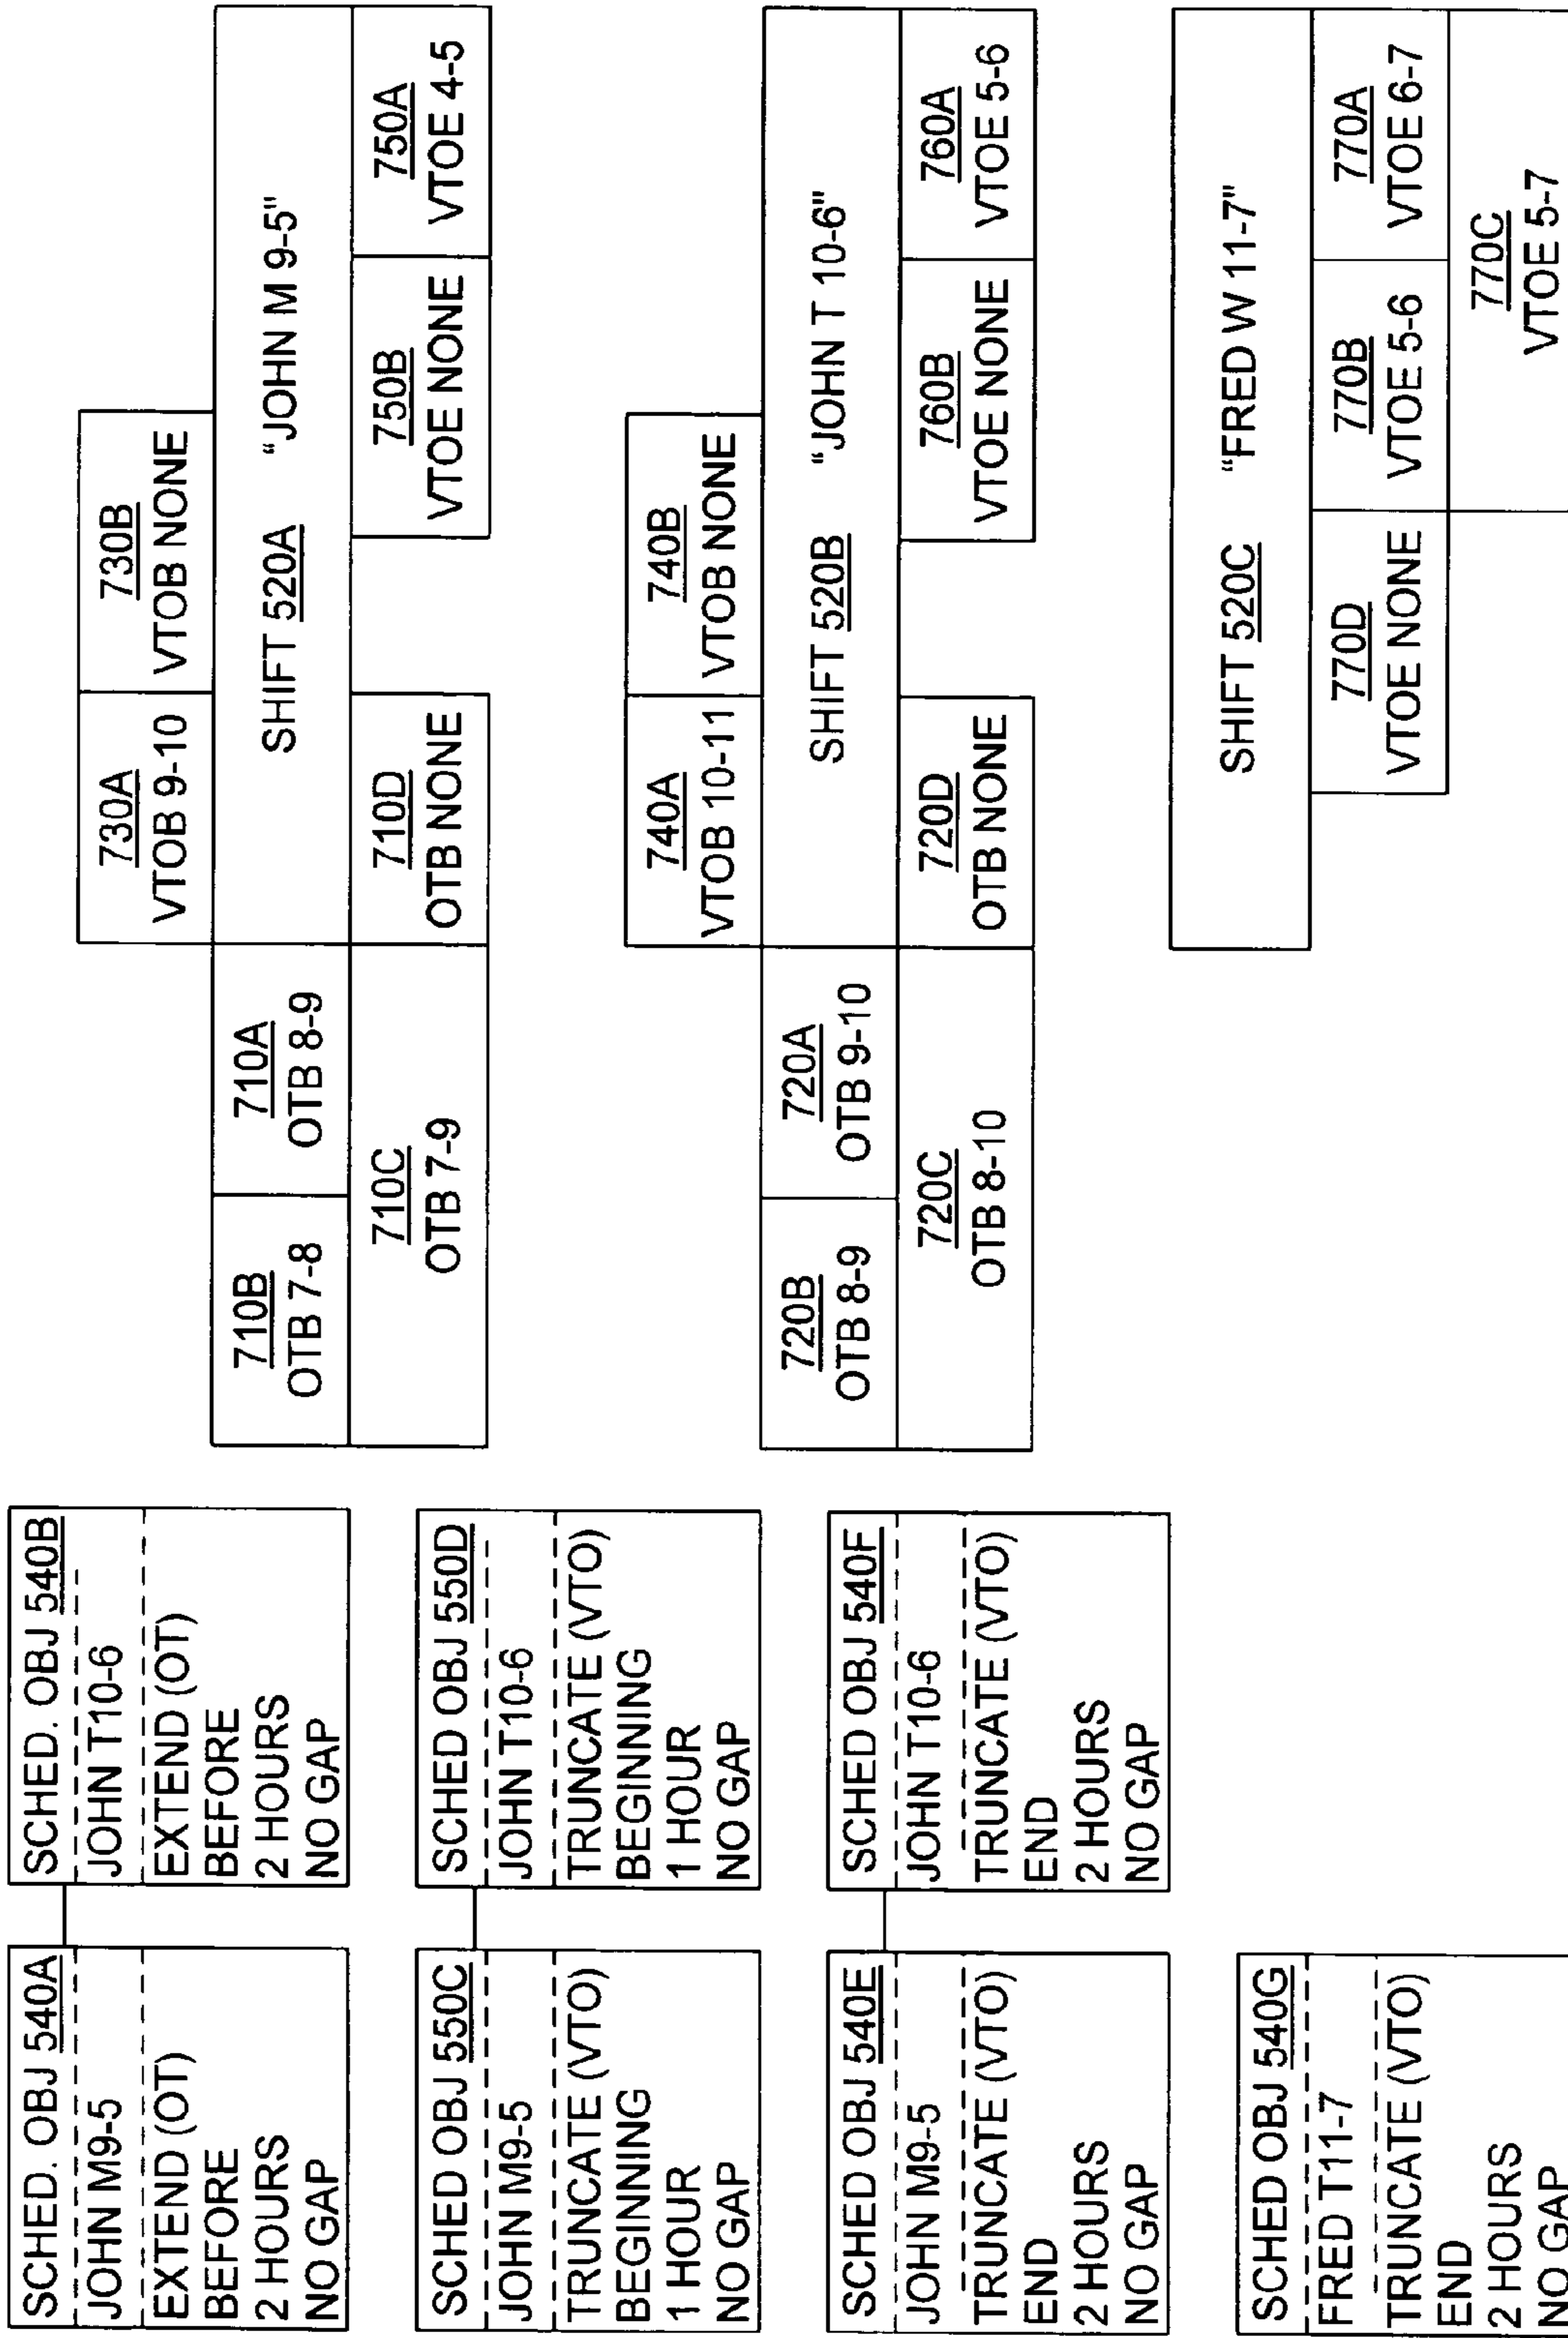 SCHED. OBJ 540A
JOHN M9-5
EXTEND (OT)
BEFORE
2 HOURS
NO GAP
SCHED. OBJ 540B
JOHN T10-6
EXTEND (OT)
BEFORE
2 HOURS
NO GAP
SCHED OBJ 550C
JOHN M9-5
TRUNCATE (VTO)
BEGINNING
1 HOUR
NO GAP
SCHED OBJ 550D
JOHN T10-6
TRUNCATE (VTO)
BEGINNING
1 HOUR
NO GAP
SCHED OBJ 540E
JOHN M9-5
TRUNCATE (VTO)
END
2 HOURS
NO GAP
SCHED OBJ 540F
JOHN T10-6
TRUNCATE (VTO)
END
2 HOURS
NO GAP
SCHED OBJ 540G
FRED T11-7
TRUNCATE (VTO)
END
2 HOURS
NO GAP
730A
VTOB 9-10
730B
VTOB NONE
710B
OTB 7-8
710A
OTB 8-9
SHIFT 520A "JOHN M 9-5"
710C
OTB 7-9
710D
OTB NONE
750B
VTOE NONE
750A
VTOE 4-5
740A
VTOB 10-11
740B
VTOB NONE
720B
OTB 8-9
720A
OTB 9-10
SHIFT 520B "JOHN T 10-6"
720C
OTB 8-10
720D
OTB NONE
760B
VTOE NONE
760A
VTOE 5-6
SHIFT 520C "FRED W 11-7"
770D
VTOE NONE
770B
VTOE 5-6
770A
VTOE 6-7
770C
VTOE 5-7